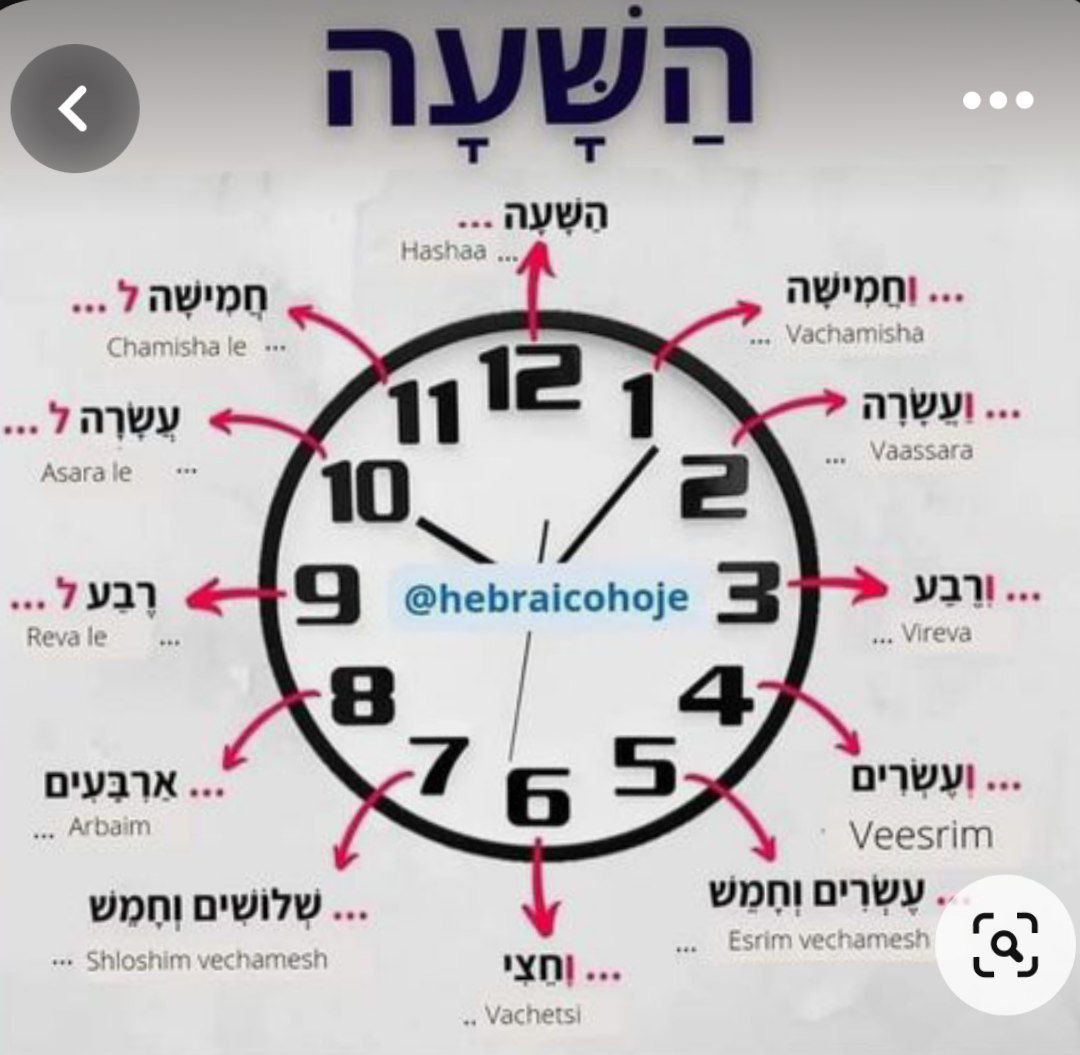 הַשָּׁעָה
הַשָּׁעָה ...
Hashaa ...
... וַחֲמִישָּׁה
... Vachamisha
... וַעֲשָׂרָה
... Vaassara
... וְרֶבַע
... Vireva
... וְעֶשְׂרִים
Veesrim
... עֶשְׂרִים וְחָמֵשׁ
... Esrim vechamesh
... וָחֵצִי
.. Vachetsi
... שְׁלוֹשִׁים וְחָמֵשׁ
... Shloshim vechamesh
... אַרְבָּעִים
... Arbaim
רֶבַע ל ...
Reva le ...
עֲשָׂרָה ל ...
Asara le ...
חֲמִישָּׁה ל ...
Chamisha le ...
12
1
2
3
4
5
6
7
8
9
10
11
@hebraicohoje